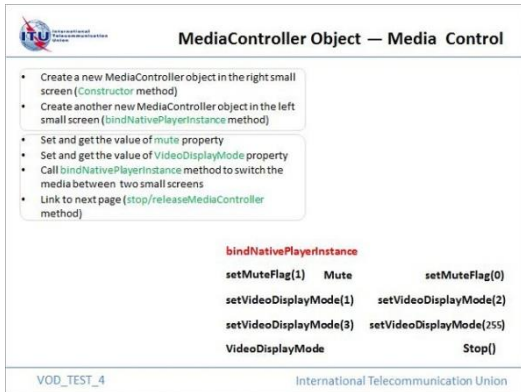 ITU
International
Telecommunication
Union
MediaController Object — Media Control
• Create a new MediaController object in the right small
screen (Constructor method)
• Create another new MediaController object in the left
small screen (bindNativePlayerInstance method)
• Set and get the value of mute property
• Set and get the value of VideoDisplayMode property
• Call bindNativePlayerInstance method to switch the
media between two small screens
• Link to next page (stop/releaseMediaController
method)
bindNativePlayerInstance
setMuteFlag(1) Mute setMuteFlag(0)
setVideoDisplayMode(1) setVideoDisplayMode(2)
setVideoDisplayMode(3) setVideoDisplayMode(255)
VideoDisplayMode Stop()
VOD_TEST_4 International Telecommunication Union